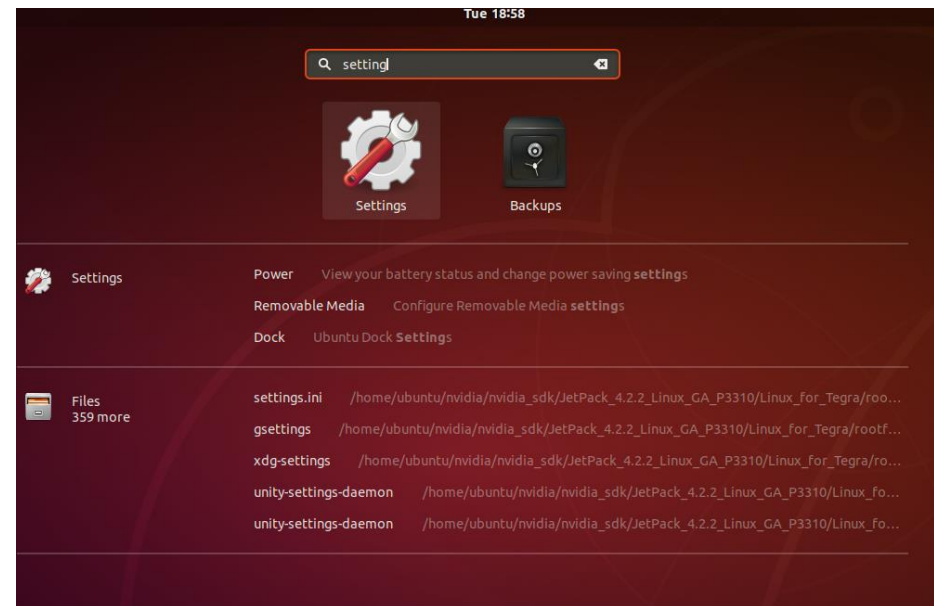 Tue 18:58
setting
Settings
Backups
Settings
Power View your battery status and change power saving settings
Removable Media Configure Removable Media settings
Dock Ubuntu Dock Settings
Files
359 more
settings.ini /home/ubuntu/nvidia/nvidia_sdk/JetPack_4.2.2_Linux_GA_P3310/Linux_for_Tegra/roo...
gsettings /home/ubuntu/nvidia/nvidia_sdk/JetPack_4.2.2_Linux_GA_P3310/Linux_for_Tegra/rootf...
xdg-settings /home/ubuntu/nvidia/nvidia_sdk/JetPack_4.2.2_Linux_GA_P3310/Linux_for_Tegra/ro...
unity-settings-daemon /home/ubuntu/nvidia/nvidia_sdk/JetPack_4.2.2_Linux_GA_P3310/Linux_fo...
unity-settings-daemon /home/ubuntu/nvidia/nvidia_sdk/JetPack_4.2.2_Linux_GA_P3310/Linux_fo...